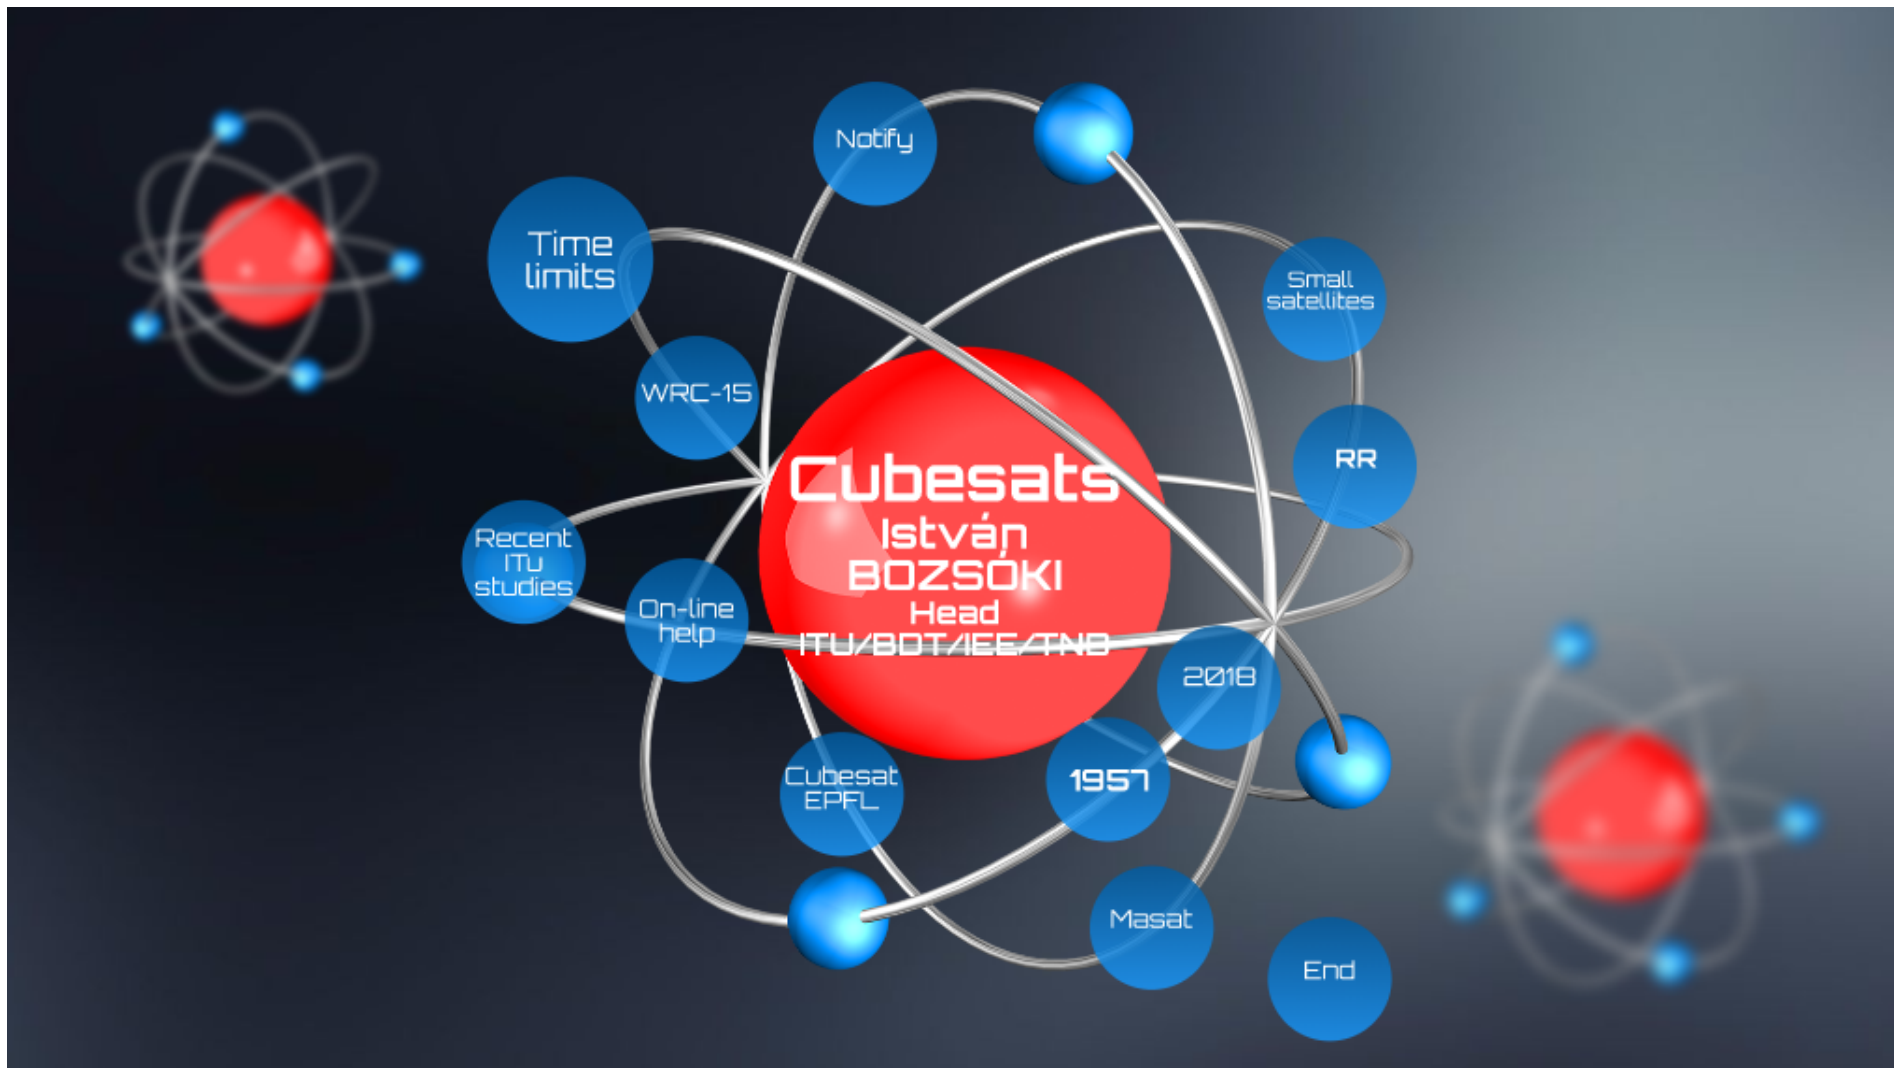 Notify
Time
limits
Small
satellites
WRC-15
RR
Cubesats
István
BOZSÓKI
Head
ITU/BDT/IEE/TNB
Recent
ITu
studies
On-line
help
2018
Cubesat
EPFL
1957
Masat
End